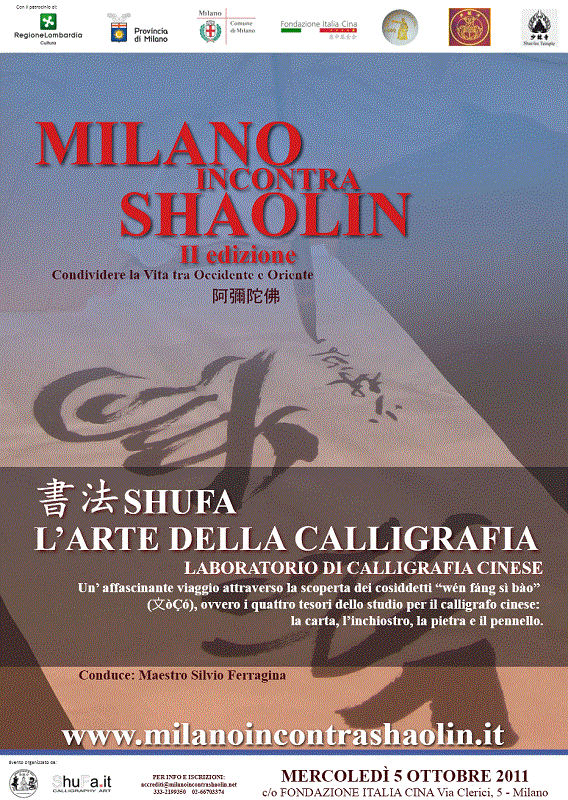 Con il patrocinio di:
RegioneLombardia
Cultura
Provincia
di Milano
Milano
Comune
di Milano
Fondazione Italia Cina
Shaolin Temple
MILANO
INCONTRA
SHAOLIN
II edizione
Condividere la Vita tra Occidente e Oriente
阿彌陀佛
書法 SHUFA
L'ARTE DELLA CALLIGRAFIA
LABORATORIO DI CALLIGRAFIA CINESE
Un' affascinante viaggio attraverso la scoperta dei cosiddetti “wén fáng sì bào”
(文òÇó), ovvero i quattro tesori dello studio per il calligrafo cinese:
la carta, l'inchiostro, la pietra e il pennello.
Conduce: Maestro Silvio Ferragina
www.milanoincontrashaolin.it
Evento organizzato da:
ShuFa.it
CALLIGRAPHY ART
PER INFO E ISCRIZIONI:
accrediti@milanoincontrashaolin.net
333-2199360 02-66703374
MERCOLEDÌ 5 OTTOBRE 2011
c/o FONDAZIONE ITALIA CINA Via Clerici, 5 - Milano